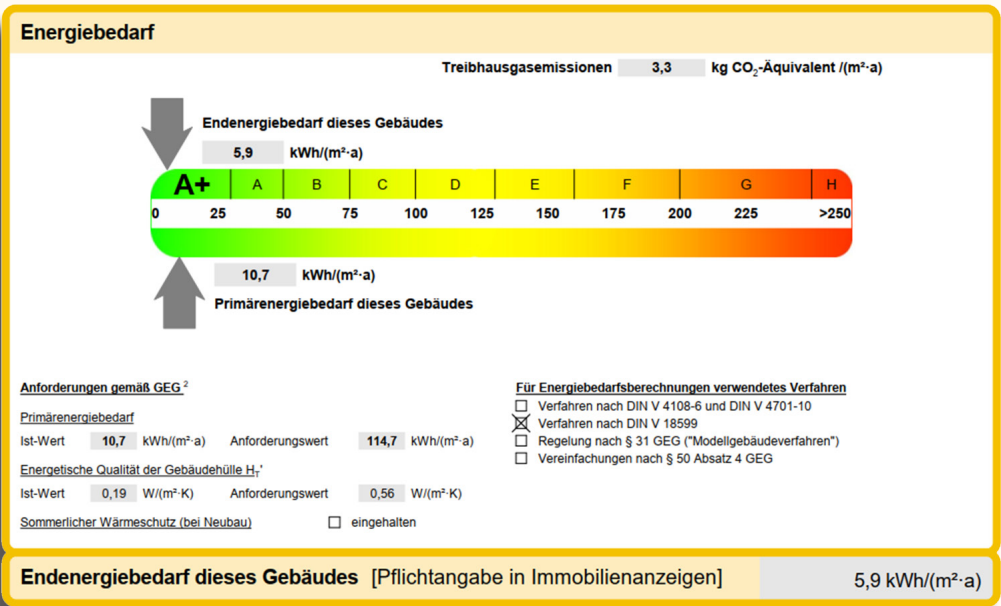 Energiebedarf
Treibhausgasemissionen 3,3 kg CO₂-Äquivalent /(m²·a)
Endenergiebedarf dieses Gebäudes
5,9 kWh/(m²·a)
A+ A B C D E F G H
0 25 50 75 100 125 150 175 200 225 >250
10,7 kWh/(m²·a)
Primärenergiebedarf dieses Gebäudes
Anforderungen gemäß GEG ²
Primärenergiebedarf
Ist-Wert 10,7 kWh/(m²·a) Anforderungswert 114,7 kWh/(m²·a)
Energetische Qualität der Gebäudehülle H_T'
Ist-Wert 0,19 W/(m²·K) Anforderungswert 0,56 W/(m²·K)
Sommerlicher Wärmeschutz (bei Neubau) ☐ eingehalten
Für Energiebedarfsberechnungen verwendetes Verfahren
☐ Verfahren nach DIN V 4108-6 und DIN V 4701-10
☒ Verfahren nach DIN V 18599
☐ Regelung nach § 31 GEG ("Modellgebäudeverfahren")
☐ Vereinfachungen nach § 50 Absatz 4 GEG
Endenergiebedarf dieses Gebäudes [Pflichtangabe in Immobilienanzeigen] 5,9 kWh/(m²·a)